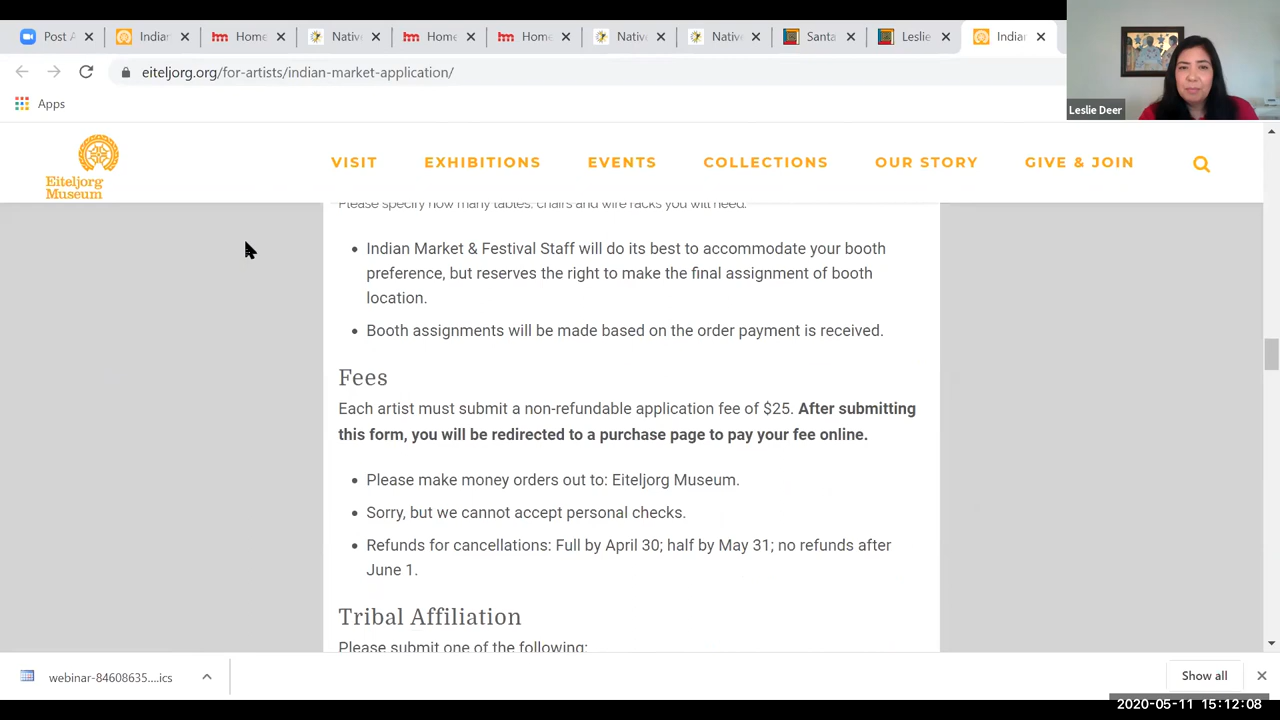 Post A
Indian
Home
Nativ
Home
Home
Nativ
Nativ
Santa
Leslie
Indian
eiteljorg.org/for-artists/indian-market-application/
Apps
Leslie Deer
Eiteljorg
Museum
VISIT
EXHIBITIONS
EVENTS
COLLECTIONS
OUR STORY
GIVE & JOIN
Please specify how many tables, chairs and wire racks you will need.
• Indian Market & Festival Staff will do its best to accommodate your booth
preference, but reserves the right to make the final assignment of booth
location.
• Booth assignments will be made based on the order payment is received.
Fees
Each artist must submit a non-refundable application fee of $25. After submitting
this form, you will be redirected to a purchase page to pay your fee online.
• Please make money orders out to: Eiteljorg Museum.
• Sorry, but we cannot accept personal checks.
• Refunds for cancellations: Full by April 30; half by May 31; no refunds after
June 1.
Tribal Affiliation
Please submit one of the following:
webinar-84608635....ics
Show all
2020-05-11 15:12:08